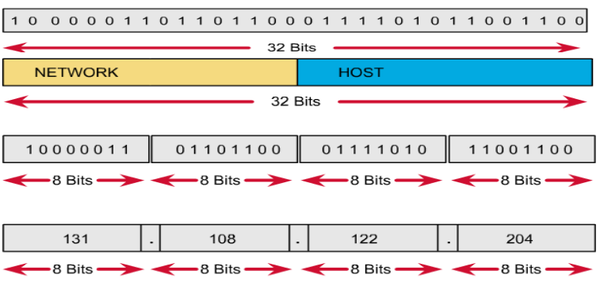 1 0 0 0 0 0 1 1 0 1 1 0 1 1 0 0 0 1 1 1 1 0 1 0 1 1 0 0 1 1 0 0
32 Bits
NETWORK HOST
32 Bits
1 0 0 0 0 0 1 1 0 1 1 0 1 1 0 0 0 1 1 1 1 0 1 0 1 1 0 0 1 1 0 0
8 Bits 8 Bits 8 Bits 8 Bits
131 . 108 . 122 . 204
8 Bits 8 Bits 8 Bits 8 Bits